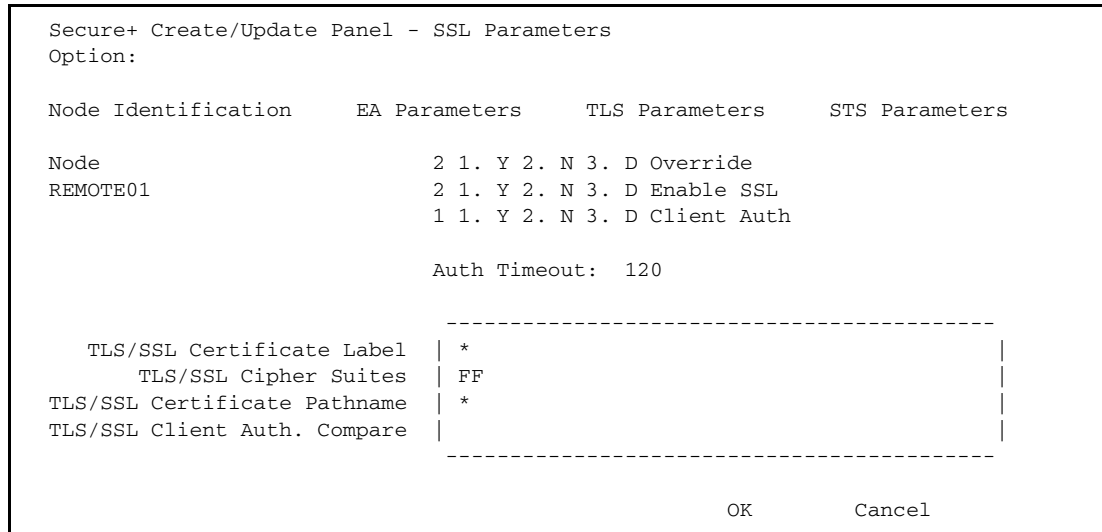 Secure+ Create/Update Panel - SSL Parameters
Option:
Node Identification EA Parameters TLS Parameters STS Parameters
Node 2 1. Y 2. N 3. D Override
REMOTE01 2 1. Y 2. N 3. D Enable SSL
1 1. Y 2. N 3. D Client Auth
Auth Timeout: 120
-------------------------------------------
TLS/SSL Certificate Label | * |
TLS/SSL Cipher Suites | FF |
TLS/SSL Certificate Pathname | * |
TLS/SSL Client Auth. Compare | |
-------------------------------------------
OK Cancel